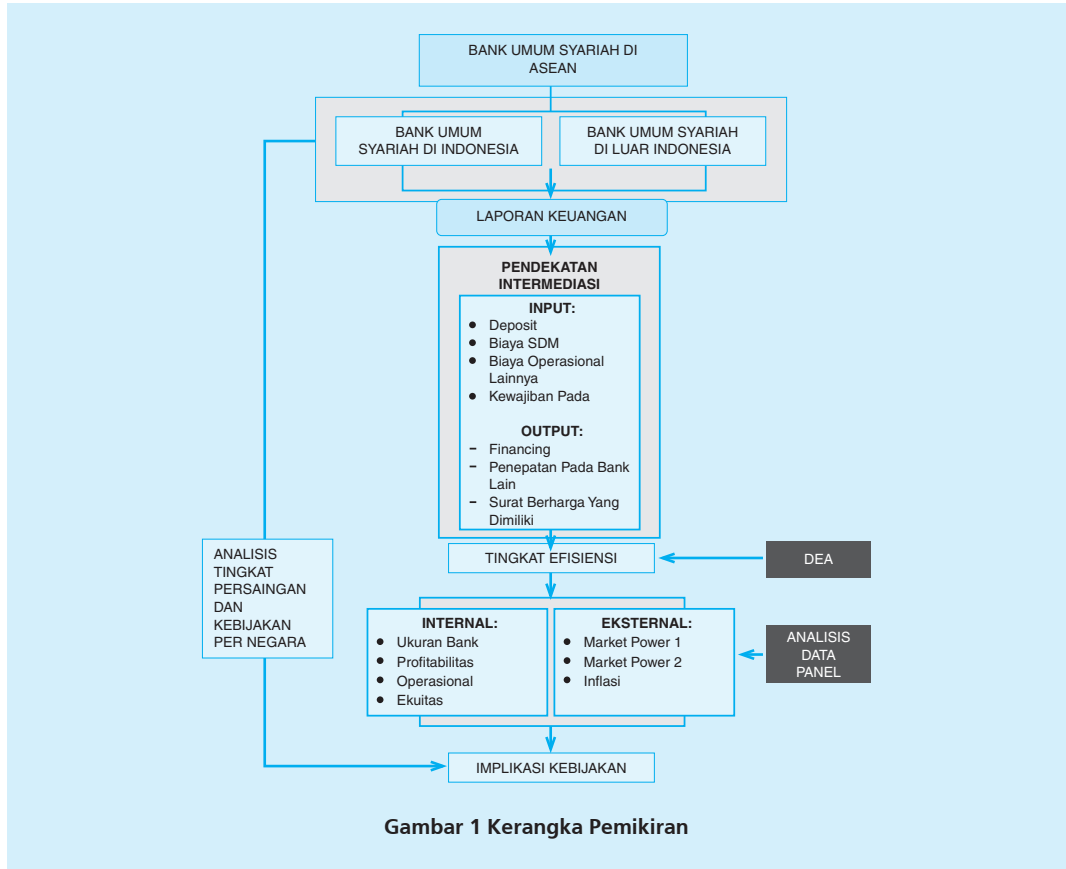 BANK UMUM SYARIAH DI
ASEAN
BANK UMUM
SYARIAH DI INDONESIA
BANK UMUM SYARIAH
DI LUAR INDONESIA
LAPORAN KEUANGAN
PENDEKATAN
INTERMEDIASI
INPUT:
● Deposit
● Biaya SDM
● Biaya Operasional
Lainnya
● Kewajiban Pada
OUTPUT:
– Financing
– Penepatan Pada Bank
Lain
– Surat Berharga Yang
Dimiliki
TINGKAT EFISIENSI
DEA
ANALISIS
TINGKAT
PERSAINGAN
DAN
KEBIJAKAN
PER NEGARA
INTERNAL:
● Ukuran Bank
● Profitabilitas
● Operasional
● Ekuitas
EKSTERNAL:
● Market Power 1
● Market Power 2
● Inflasi
ANALISIS
DATA
PANEL
IMPLIKASI KEBIJAKAN
Gambar 1 Kerangka Pemikiran